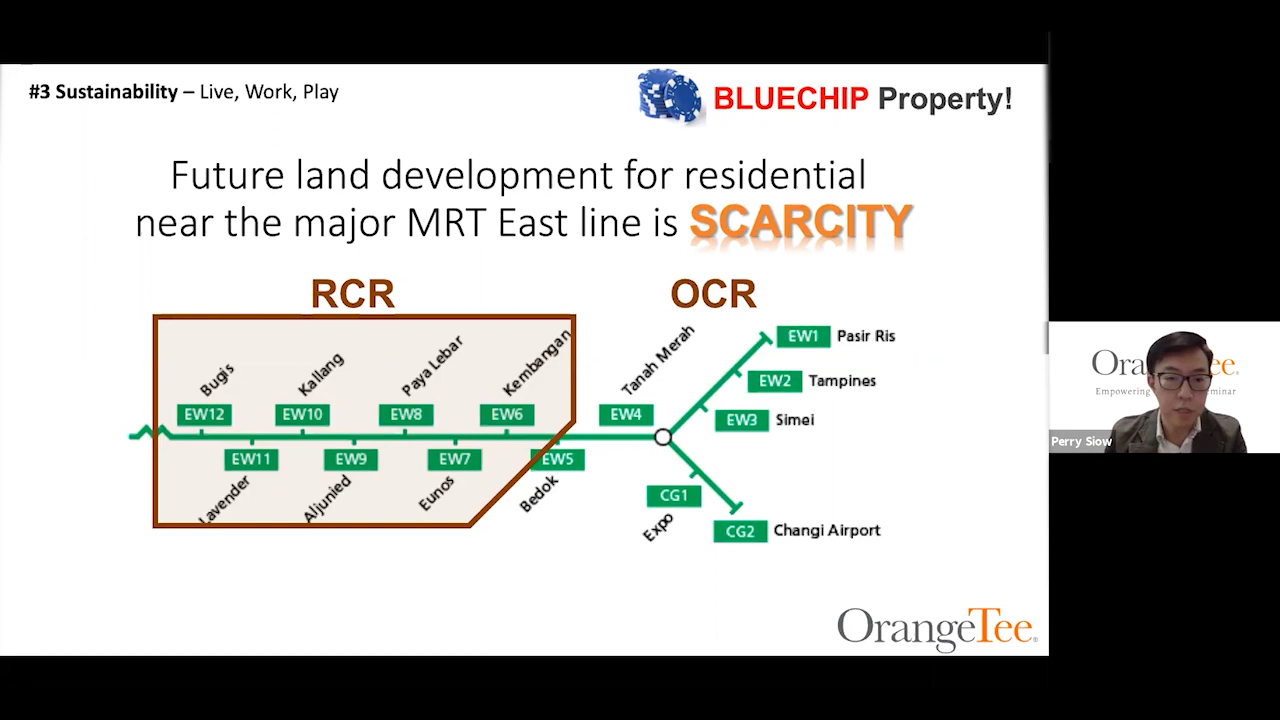 #3 Sustainability – Live, Work, Play
BLUECHIP Property!
Future land development for residential
near the major MRT East line is SCARCITY
RCR
OCR
Bugis
Kallang
Paya Lebar
Kembangan
Tanah Merah
EW1 Pasir Ris
EW2 Tampines
EW3 Simei
EW12
EW10
EW8
EW6
EW4
EW11
EW9
EW7
EW5
Lavender
Aljunied
Eunos
Bedok
CG1
Expo
CG2 Changi Airport
OrangeTee
Perry Siow